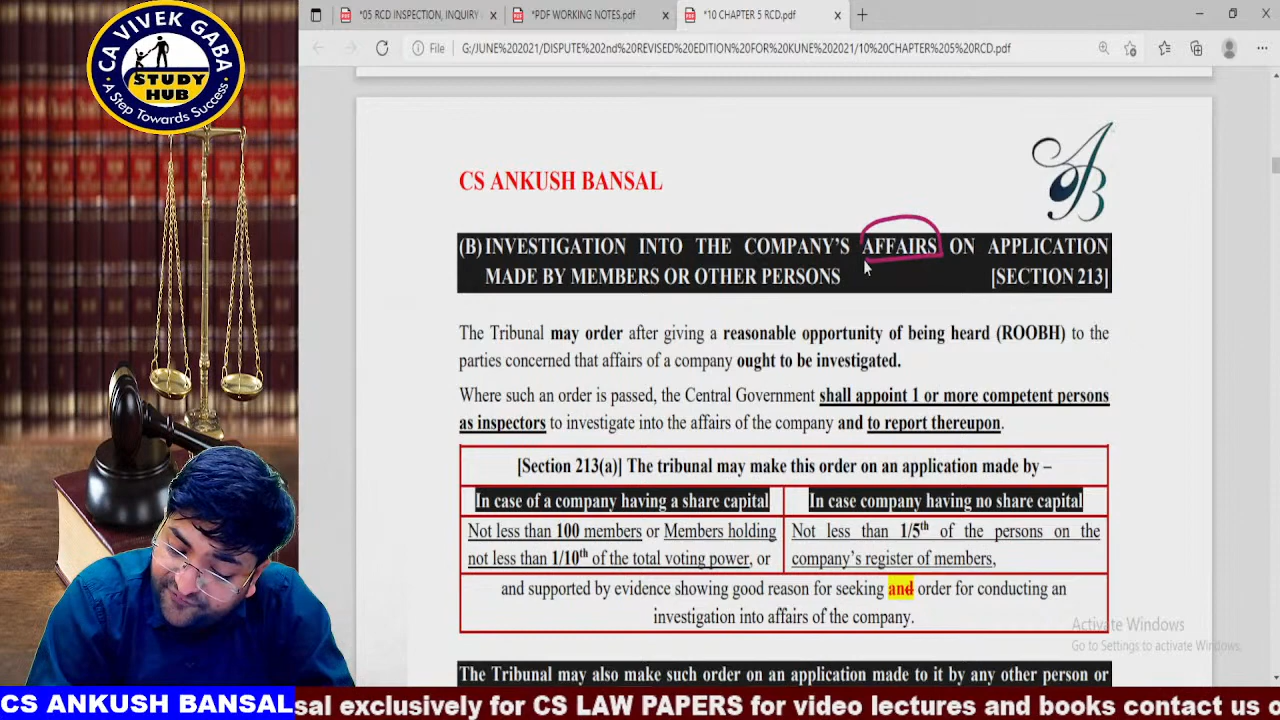 *05 RCD INSPECTION, INQUIRY
*PDF WORKING NOTES.pdf
*10 CHAPTER 5 RCD.pdf
File G:/JUNE%202021/DISPUTE%202nd%20REVISED%20EDITION%20FOR%20KUNE%20201/10%20CHAPTER%205%20RCD.pdf
CA VIVEK GABA
STUDY
HUB
A Step Towards Success
AB
CS ANKUSH BANSAL
(B) INVESTIGATION INTO THE COMPANY'S AFFAIRS ON APPLICATION
MADE BY MEMBERS OR OTHER PERSONS [SECTION 213]
The Tribunal may order after giving a reasonable opportunity of being heard (ROOBH) to the
parties concerned that affairs of a company ought to be investigated.
Where such an order is passed, the Central Government shall appoint 1 or more competent persons
as inspectors to investigate into the affairs of the company and to report thereupon.
[Section 213(a)] The tribunal may make this order on an application made by –
In case of a company having a share capital
Not less than 100 members or Members holding
not less than 1/10th of the total voting power, or
In case company having no share capital
Not less than 1/5th of the persons on the
company's register of members,
and supported by evidence showing good reason for seeking and order for conducting an
investigation into affairs of the company.
Activate Windows
Go to Settings to activate Windows.
The Tribunal may also make such order on an application made to it by any other person or
CS ANKUSH BANSAL
sal exclusively for CS LAW PAPERS for video lectures and books contact us o